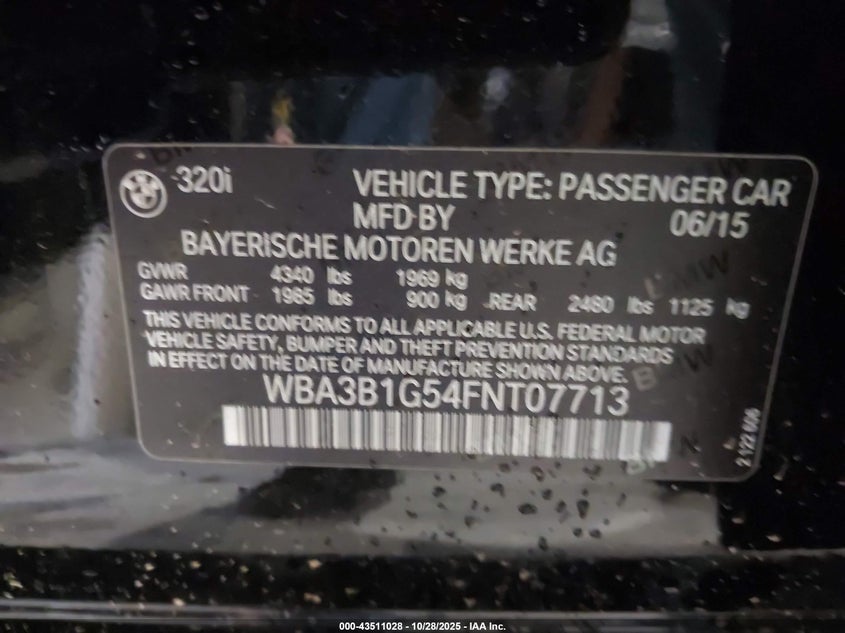 BMW
320i VEHICLE TYPE: PASSENGER CAR
MFD BY 06/15
BAYERISCHE MOTOREN WERKE AG
GVWR 4340 lbs 1969 kg
GAWR FRONT 1985 lbs 900 kg REAR 2480 lbs 1125 kg
THIS VEHICLE CONFORMS TO ALL APPLICABLE U.S. FEDERAL MOTOR
VEHICLE SAFETY, BUMPER AND THEFT PREVENTION STANDARDS
IN EFFECT ON THE DATE OF MANUFACTURE SHOWN ABOVE.
WBA3B1G54FNT07713
BMW
BMW
000-43511028 - 10/28/2025 - IAA Inc.